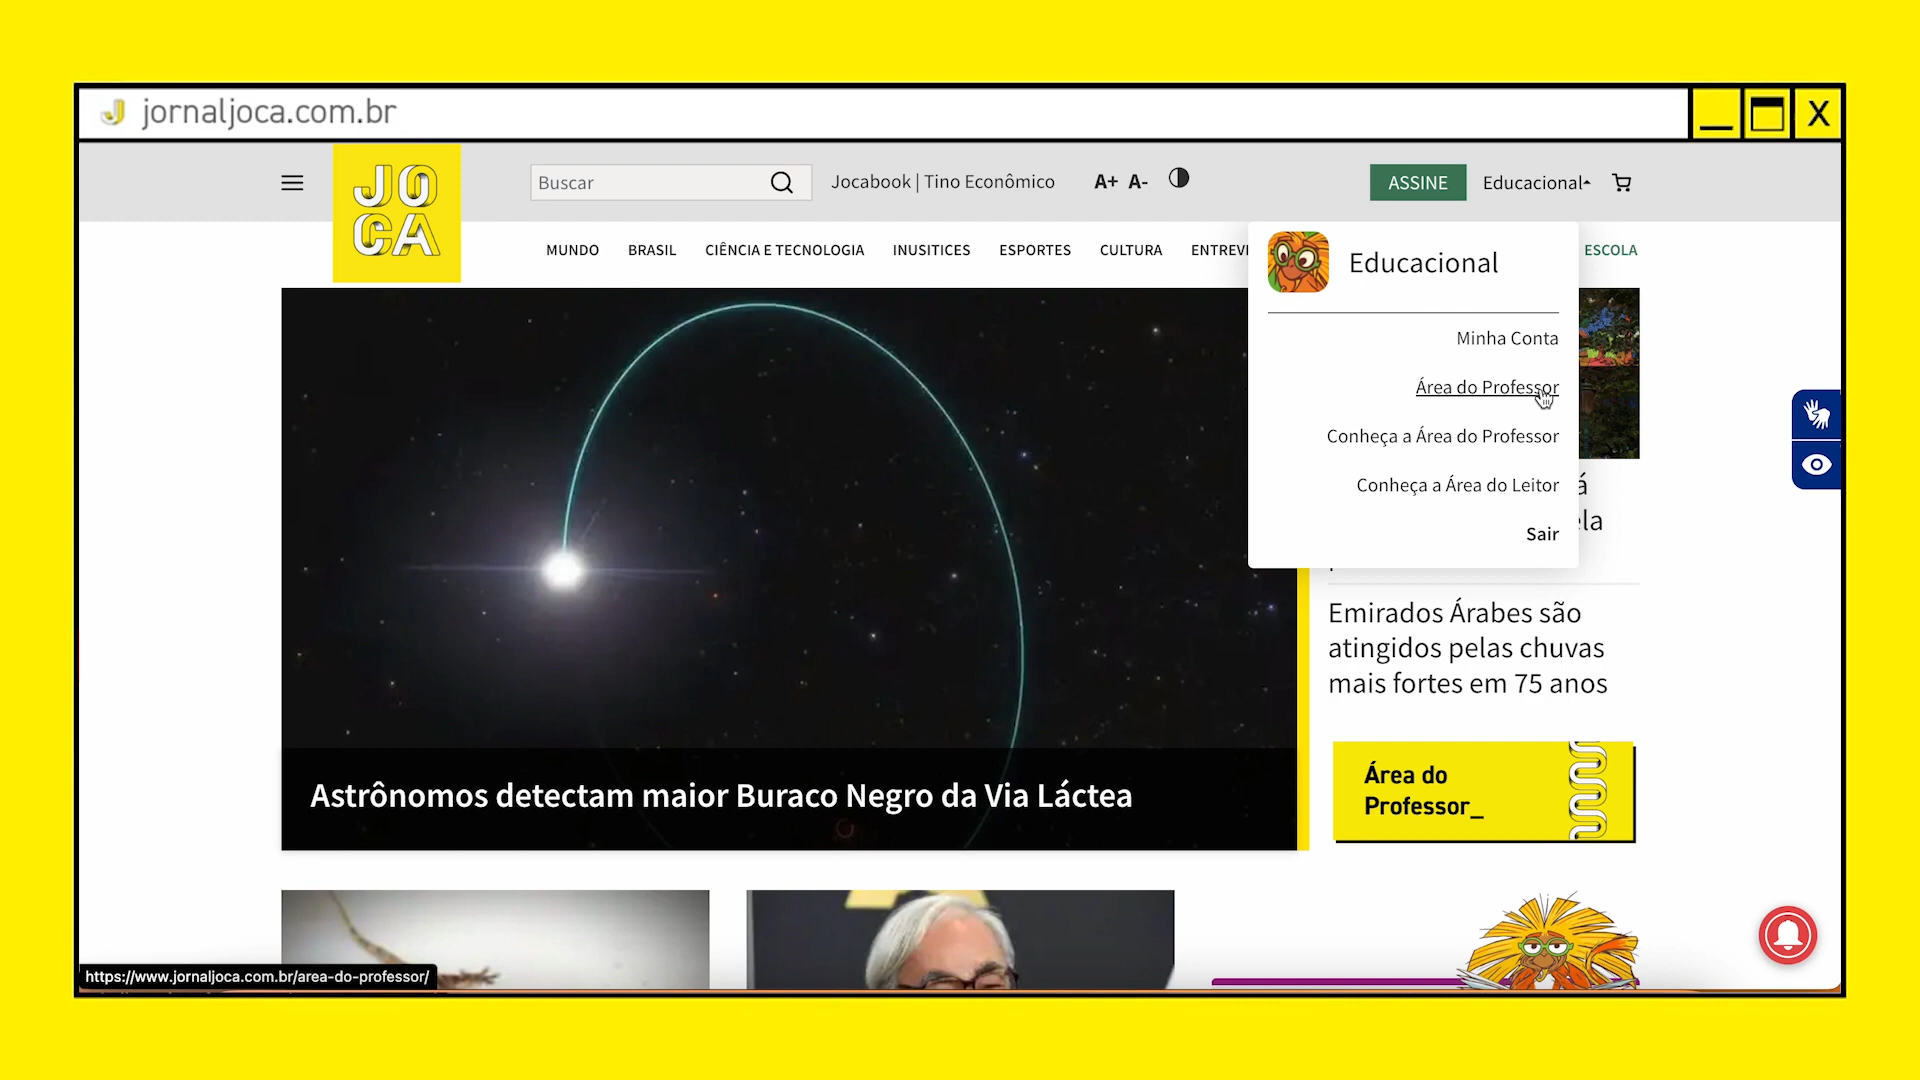 jornaljoca.com.br
X
JO
CA
Buscar
Jocabook | Tino Econômico
A+ A-
ASSINE
Educacional
MUNDO
BRASIL
CIÊNCIA E TECNOLOGIA
INUSITICES
ESPORTES
CULTURA
ENTREVI
ESCOLA
Educacional
Minha Conta
Área do Professor
Conheça a Área do Professor
Conheça a Área do Leitor
Sair
á
ela
Emirados Árabes são
atingidos pelas chuvas
mais fortes em 75 anos
Astrônomos detectam maior Buraco Negro da Via Láctea
Área do
Professor_
https://www.jornaljoca.com.br/area-do-professor/